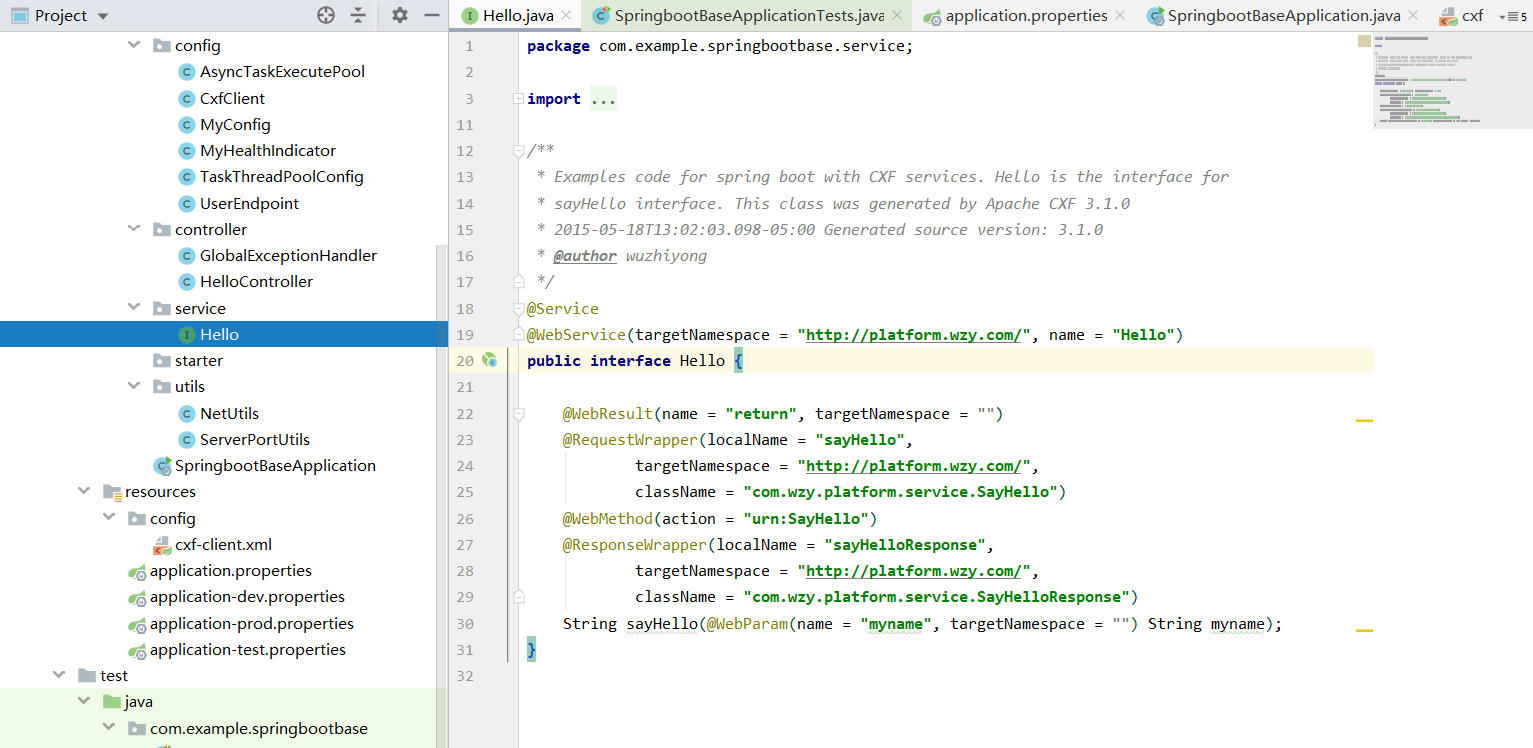 Project
config
AsyncTaskExecutePool
CxfClient
MyConfig
MyHealthIndicator
TaskThreadPoolConfig
UserEndpoint
controller
GlobalExceptionHandler
HelloController
service
Hello
starter
utils
NetUtils
ServerPortUtils
SpringbootBaseApplication
resources
config
cxf-client.xml
application.properties
application-dev.properties
application-prod.properties
application-test.properties
test
java
com.example.springbootbase
Hello.java SpringbootBaseApplicationTests.java application.properties SpringbootBaseApplication.java cxf 5
1 package com.example.springbootbase.service;
2
3 import ...
11
12 /**
13 * Examples code for spring boot with CXF services. Hello is the interface for
14 * sayHello interface. This class was generated by Apache CXF 3.1.0
15 * 2015-05-18T13:02:03.098-05:00 Generated source version: 3.1.0
16 * @author wuzhiyong
17 */
18 @Service
19 @WebService(targetNamespace = "http://platform.wzy.com/", name = "Hello")
20 public interface Hello {
21
22 @WebResult(name = "return", targetNamespace = "")
23 @RequestWrapper(localName = "sayHello",
24 targetNamespace = "http://platform.wzy.com/",
25 className = "com.wzy.platform.service.SayHello")
26 @WebMethod(action = "urn:SayHello")
27 @ResponseWrapper(localName = "sayHelloResponse",
28 targetNamespace = "http://platform.wzy.com/",
29 className = "com.wzy.platform.service.SayHelloResponse")
30 String sayHello(@WebParam(name = "myname", targetNamespace = "") String myname);
31 }
32